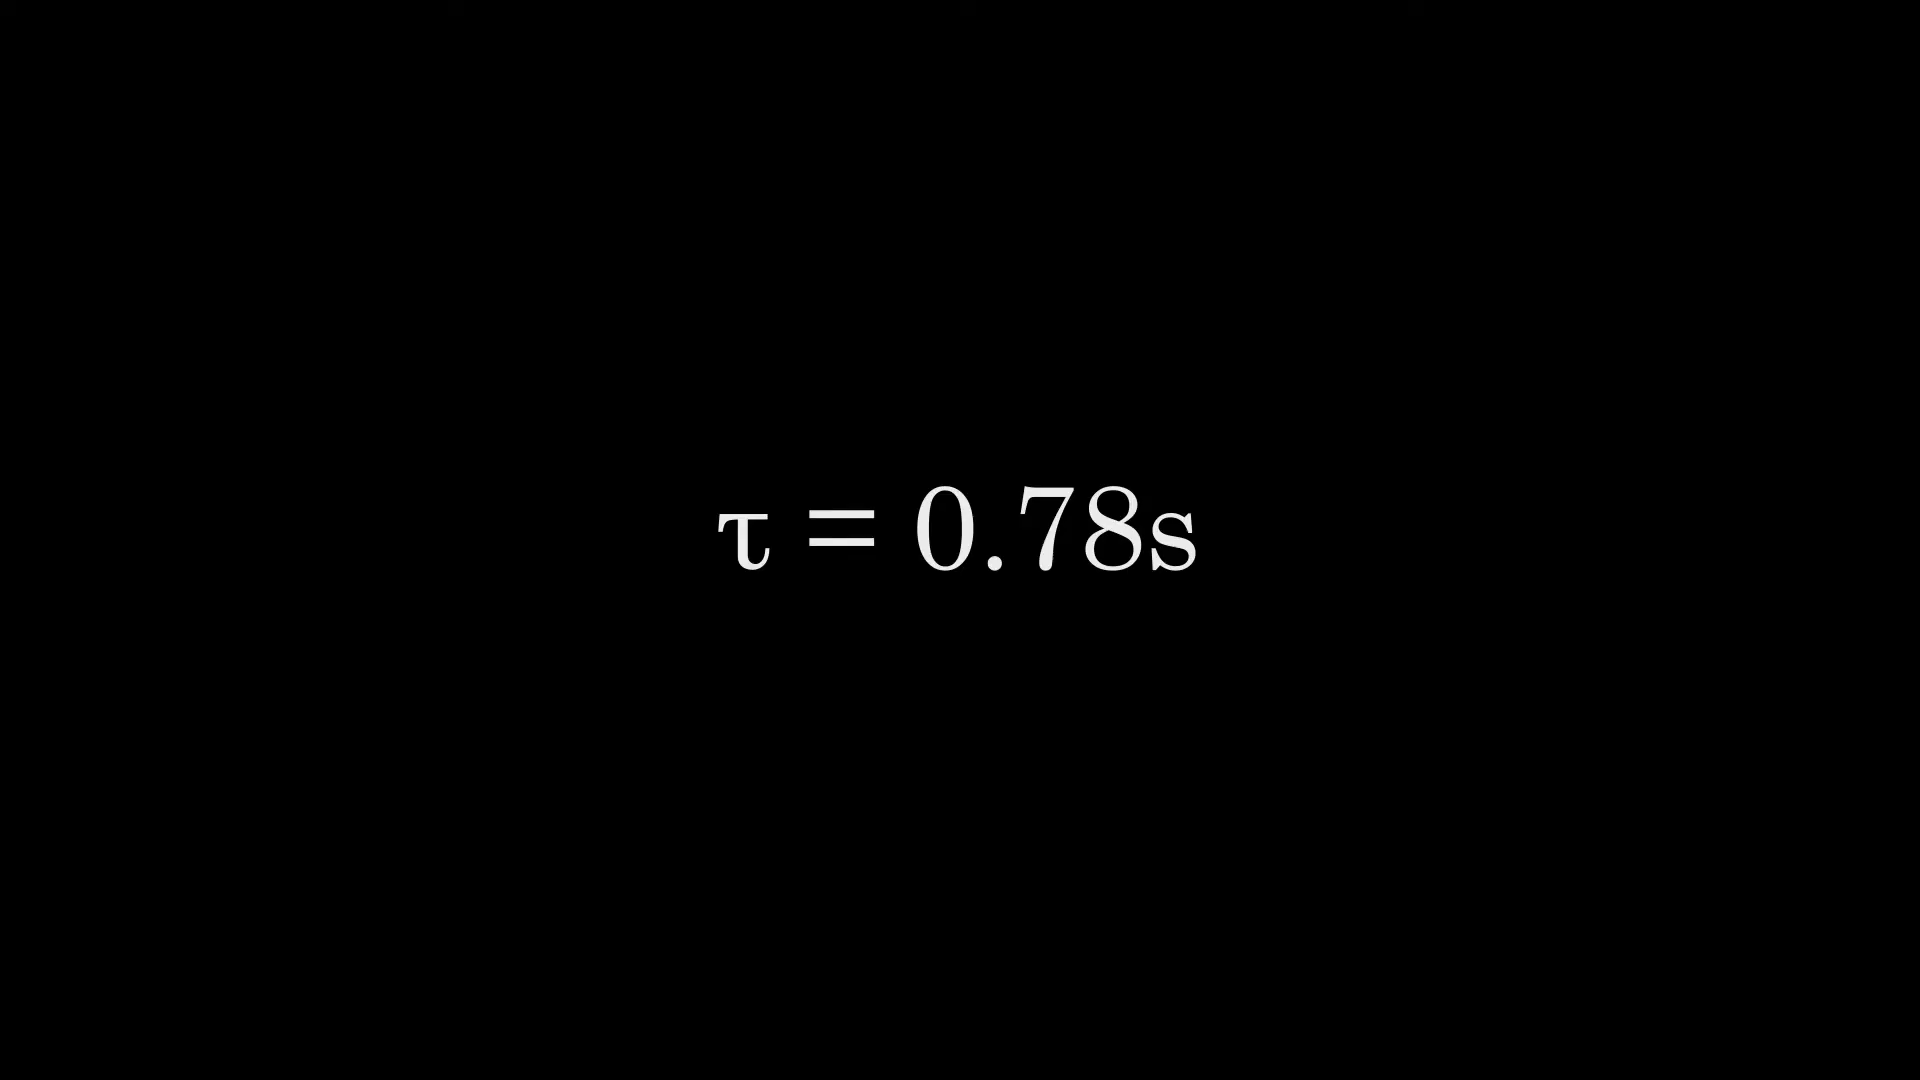 τ = 0.78s